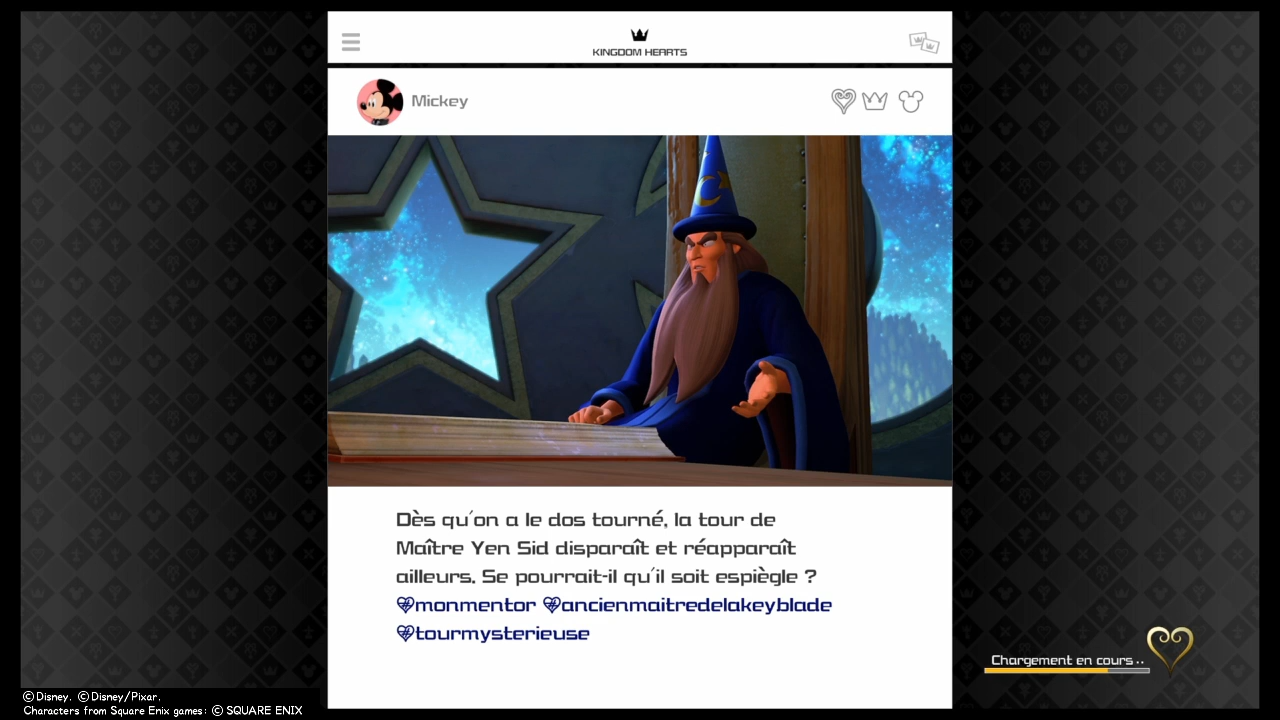 KINGDOM HEARTS
Mickey
Dès qu'on a le dos tourné, la tour de
Maître Yen Sid disparaît et réapparaît
ailleurs. Se pourrait-il qu'il soit espiègle ?
monmentor ancienmaitredelakeyblade
tourmysterieuse
Chargement en cours..
©Disney. ©Disney/Pixar.
Characters from Square Enix games: © SQUARE ENIX